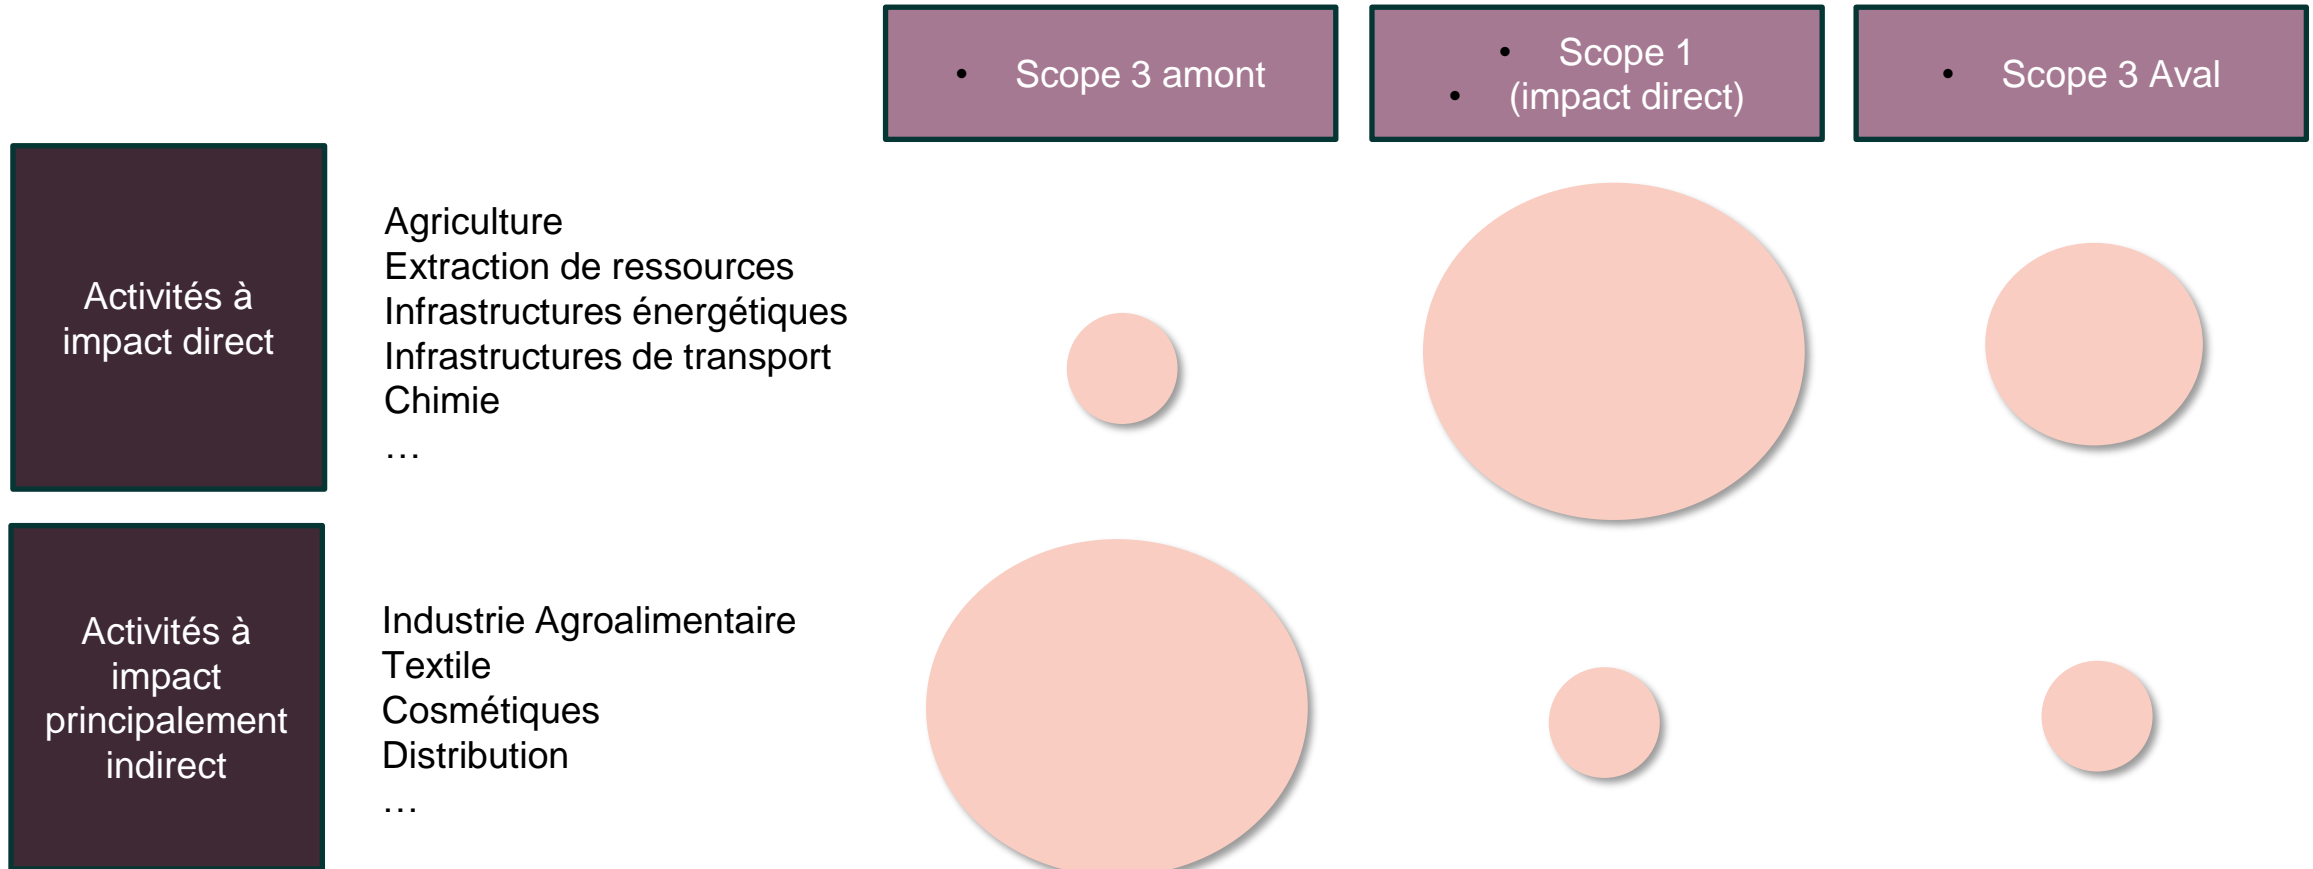 • Scope 3 amont
• Scope 1
• (impact direct)
• Scope 3 Aval
Activités à
impact direct
Agriculture
Extraction de ressources
Infrastructures énergétiques
Infrastructures de transport
Chimie
…
Activités à
impact
principalement
indirect
Industrie Agroalimentaire
Textile
Cosmétiques
Distribution
…